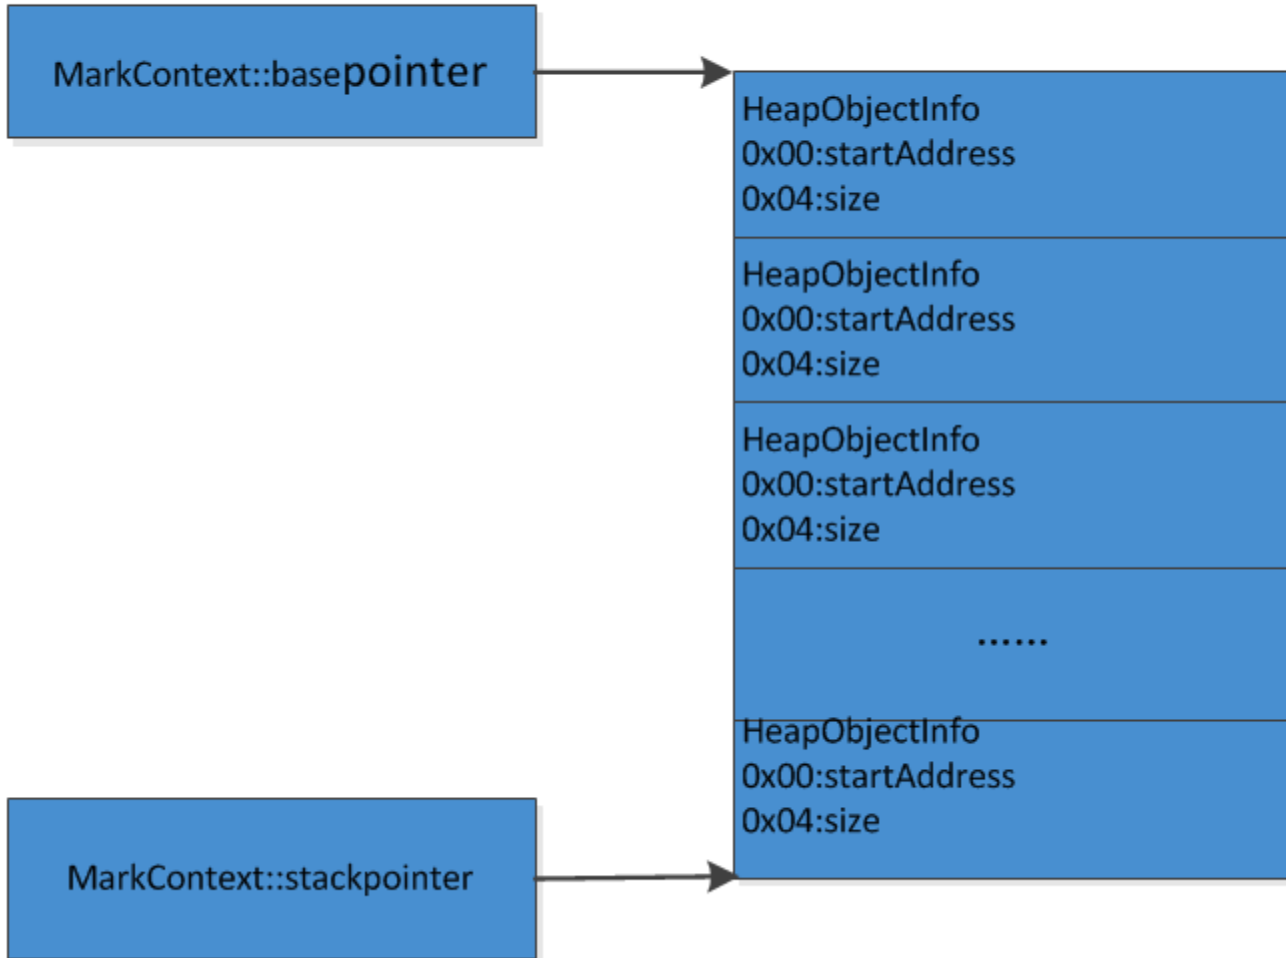 MarkContext::basepointer
HeapObjectInfo
0x00:startAddress
0x04:size
HeapObjectInfo
0x00:startAddress
0x04:size
HeapObjectInfo
0x00:startAddress
0x04:size
......
HeapObjectInfo
0x00:startAddress
0x04:size
MarkContext::stackpointer